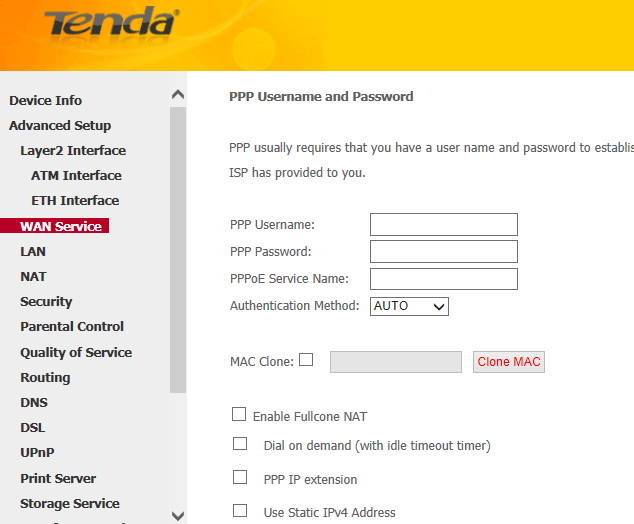 Tenda®
Device Info
Advanced Setup
Layer2 Interface
ATM Interface
ETH Interface
WAN Service
LAN
NAT
Security
Parental Control
Quality of Service
Routing
DNS
DSL
UPnP
Print Server
Storage Service
PPP Username and Password
PPP usually requires that you have a user name and password to establis
ISP has provided to you.
PPP Username:
PPP Password:
PPPoE Service Name:
Authentication Method: AUTO
MAC Clone: Clone MAC
Enable Fullcone NAT
Dial on demand (with idle timeout timer)
PPP IP extension
Use Static IPv4 Address